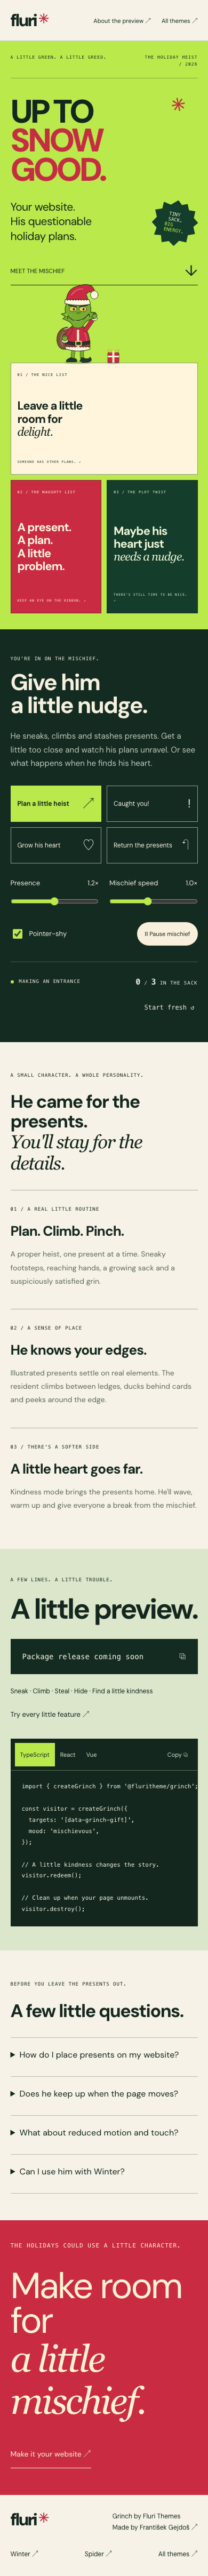 fluri
About the preview ↗ All themes ↗
A LITTLE GREEN. A LITTLE GREED.
THE HOLIDAY HEIST
/ 2026
UP TO
SNOW
GOOD.
Your website.
His questionable
holiday plans.
TINY
SACK.
BIG
ENERGY.
MEET THE MISCHIEF ↓
01 / THE NICE LIST
Leave a little
room for
delight.
SOMEONE HAS OTHER PLANS.
02 / THE NAUGHTY LIST
A present.
A plan.
A little
problem.
KEEP AN EYE ON THE RIBBON.
03 / THE PLOT TWIST
Maybe his
heart just
needs a nudge.
THERE'S STILL TIME TO BE NICE.
YOU'RE IN ON THE MISCHIEF.
Give him
a little nudge.
He sneaks, climbs and stashes presents. Get a
little too close and watch his plans unravel. Or see
what happens when he finds his heart.
Plan a little heist ↗
Caught you! !
Grow his heart ♡
Return the presents
Presence 1.2×
Mischief speed 1.0×
Pointer-shy
II Pause mischief
MAKING AN ENTRANCE
0 / 3 IN THE SACK
Start fresh ↺
A SMALL CHARACTER. A WHOLE PERSONALITY.
He came for the
presents.
You'll stay for the
details.
01 / A REAL LITTLE ROUTINE
Plan. Climb. Pinch.
A proper heist, one present at a time. Sneaky
footsteps, reaching hands, a growing sack and a
suspiciously satisfied grin.
02 / A SENSE OF PLACE
He knows your edges.
Illustrated presents settle on real elements. The
resident climbs between ledges, ducks behind cards
and peeks around the edge.
03 / THERE'S A SOFTER SIDE
A little heart goes far.
Kindness mode brings the presents home. He'll wave,
warm up and give everyone a break from the mischief.
A FEW LINES. A LITTLE TROUBLE.
A little preview.
Package release coming soon
Sneak · Climb · Steal · Hide · Find a little kindness
Try every little feature ↗
TypeScript React Vue Copy
import { createGrinch } from '@fluritheme/grinch';
const visitor = createGrinch({
targets: '[data-grinch-gift]',
mood: 'mischievous',
});
// A little kindness changes the story.
visitor.redeem();
// Clean up when your page unmounts.
visitor.destroy();
BEFORE YOU LEAVE THE PRESENTS OUT.
A few little questions.
▶ How do I place presents on my website?
▶ Does he keep up when the page moves?
▶ What about reduced motion and touch?
▶ Can I use him with Winter?
THE HOLIDAYS COULD USE A LITTLE CHARACTER.
Make room
for
a little
mischief.
Make it your website ↗
fluri
Grinch by Fluri Themes
Made by František Gejdoš ↗
Winter ↗ Spider ↗ All themes ↗